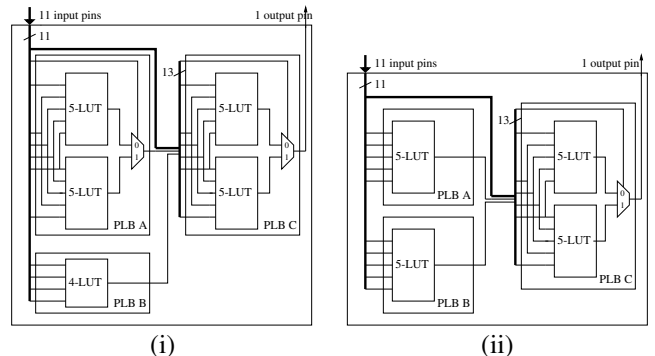 11 input pins
1 output pin
11
13
5-LUT
5-LUT
0
1
5-LUT
5-LUT
0
1
PLB A
PLB C
4-LUT
PLB B
(i)
11 input pins
1 output pin
11
13
5-LUT
5-LUT
0
1
PLB A
5-LUT
5-LUT
PLB B
PLB C
(ii)